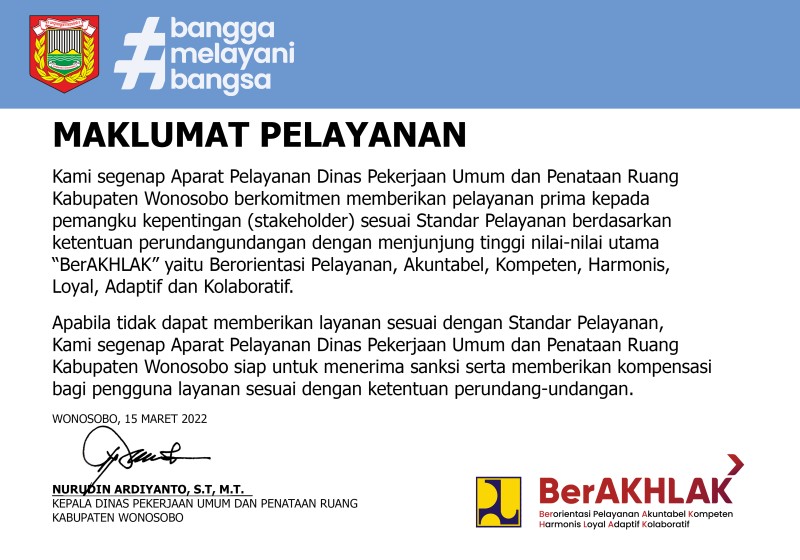 #bangga
melayani
bangsa
MAKLUMAT PELAYANAN
Kami segenap Aparat Pelayanan Dinas Pekerjaan Umum dan Penataan Ruang
Kabupaten Wonosobo berkomitmen memberikan pelayanan prima kepada
pemangku kepentingan (stakeholder) sesuai Standar Pelayanan berdasarkan
ketentuan perundangundangan dengan menjunjung tinggi nilai-nilai utama
“BerAKHLAK” yaitu Berorientasi Pelayanan, Akuntabel, Kompeten, Harmonis,
Loyal, Adaptif dan Kolaboratif.
Apabila tidak dapat memberikan layanan sesuai dengan Standar Pelayanan,
Kami segenap Aparat Pelayanan Dinas Pekerjaan Umum dan Penataan Ruang
Kabupaten Wonosobo siap untuk menerima sanksi serta memberikan kompensasi
bagi pengguna layanan sesuai dengan ketentuan perundang-undangan.
WONOSOBO, 15 MARET 2022
NURUDIN ARDIYANTO, S.T, M.T.
KEPALA DINAS PEKERJAAN UMUM DAN PENATAAN RUANG
KABUPATEN WONOSOBO
BerAKHLAK
Berorientasi Pelayanan Akuntabel Kompeten
Harmonis Loyal Adaptif Kolaboratif